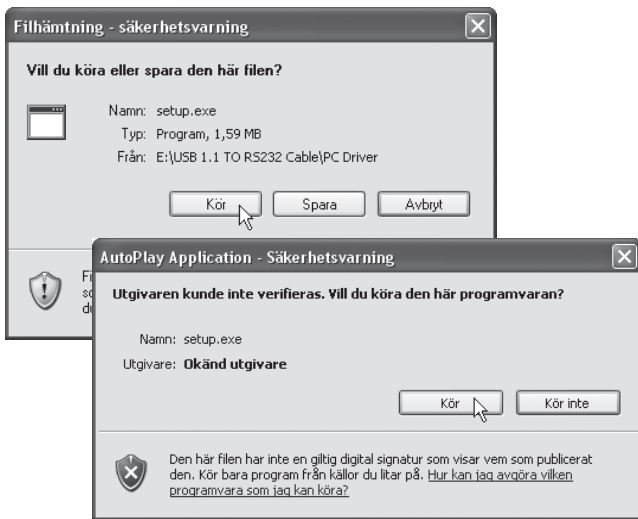 Filhämtning - säkerhetsvarning
Vill du köra eller spara den här filen?
Namn: setup.exe
Typ: Program, 1,59 MB
Från: E:\USB 1.1 TO RS232 Cable\PC Driver
Kör Spara Avbryt
AutoPlay Application - Säkerhetsvarning
Utgivaren kunde inte verifieras. Vill du köra den här programvaran?
Namn: setup.exe
Utgivare: Okänd utgivare
Kör Kör inte
Den här filen har inte en giltig digital signatur som visar vem som publicerat
den. Kör bara program från källor du litar på. Hur kan jag avgöra vilken
programvara som jag kan köra?